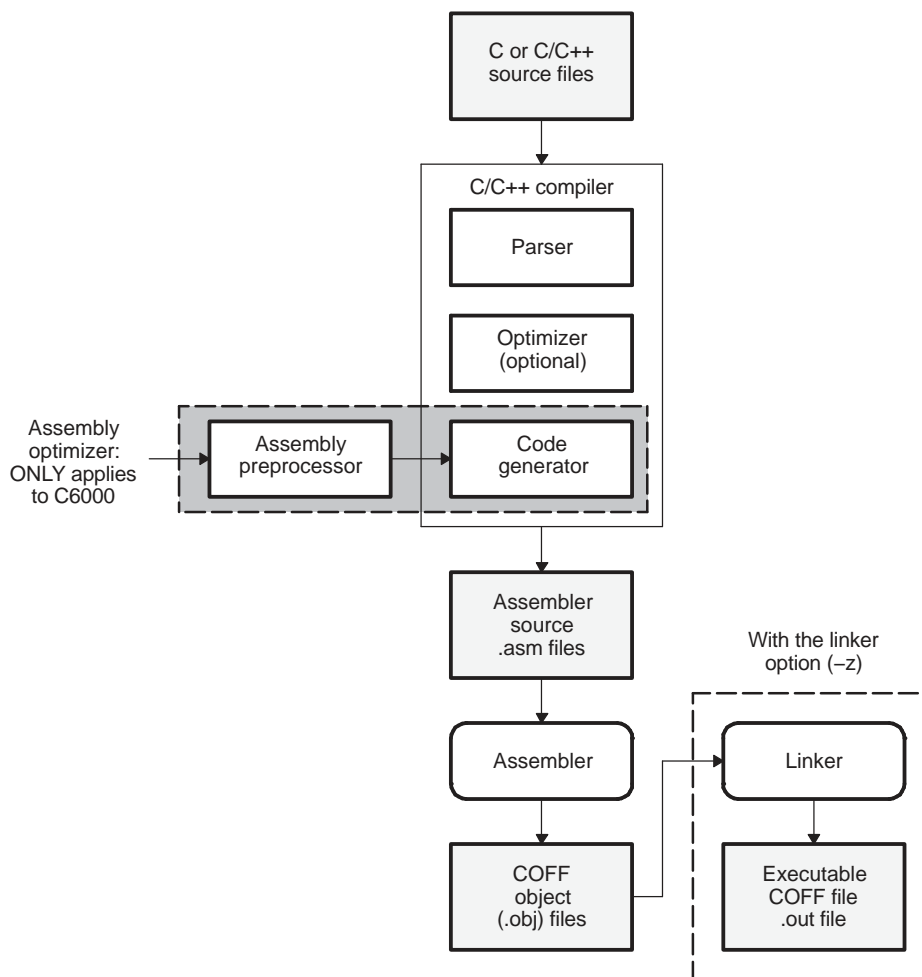 C or C/C++
source files
C/C++ compiler
Parser
Optimizer
(optional)
Assembly
optimizer:
ONLY applies
to C6000
Assembly
preprocessor
Code
generator
Assembler
source
.asm files
With the linker
option (−z)
Assembler
Linker
COFF
object
(.obj) files
Executable
COFF file
.out file